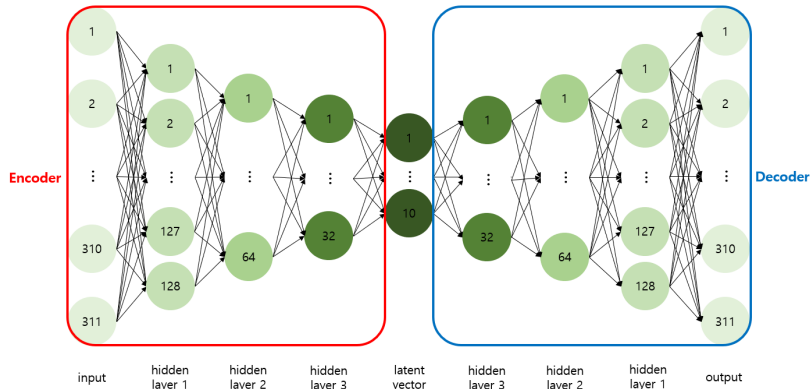 Encoder
Decoder
1
2
...
310
311
1
2
...
127
128
1
...
64
1
...
32
1
...
10
1
...
32
1
...
64
1
2
...
127
128
1
2
...
310
311
input
hidden
layer 1
hidden
layer 2
hidden
layer 3
latent
vector
hidden
layer 3
hidden
layer 2
hidden
layer 1
output